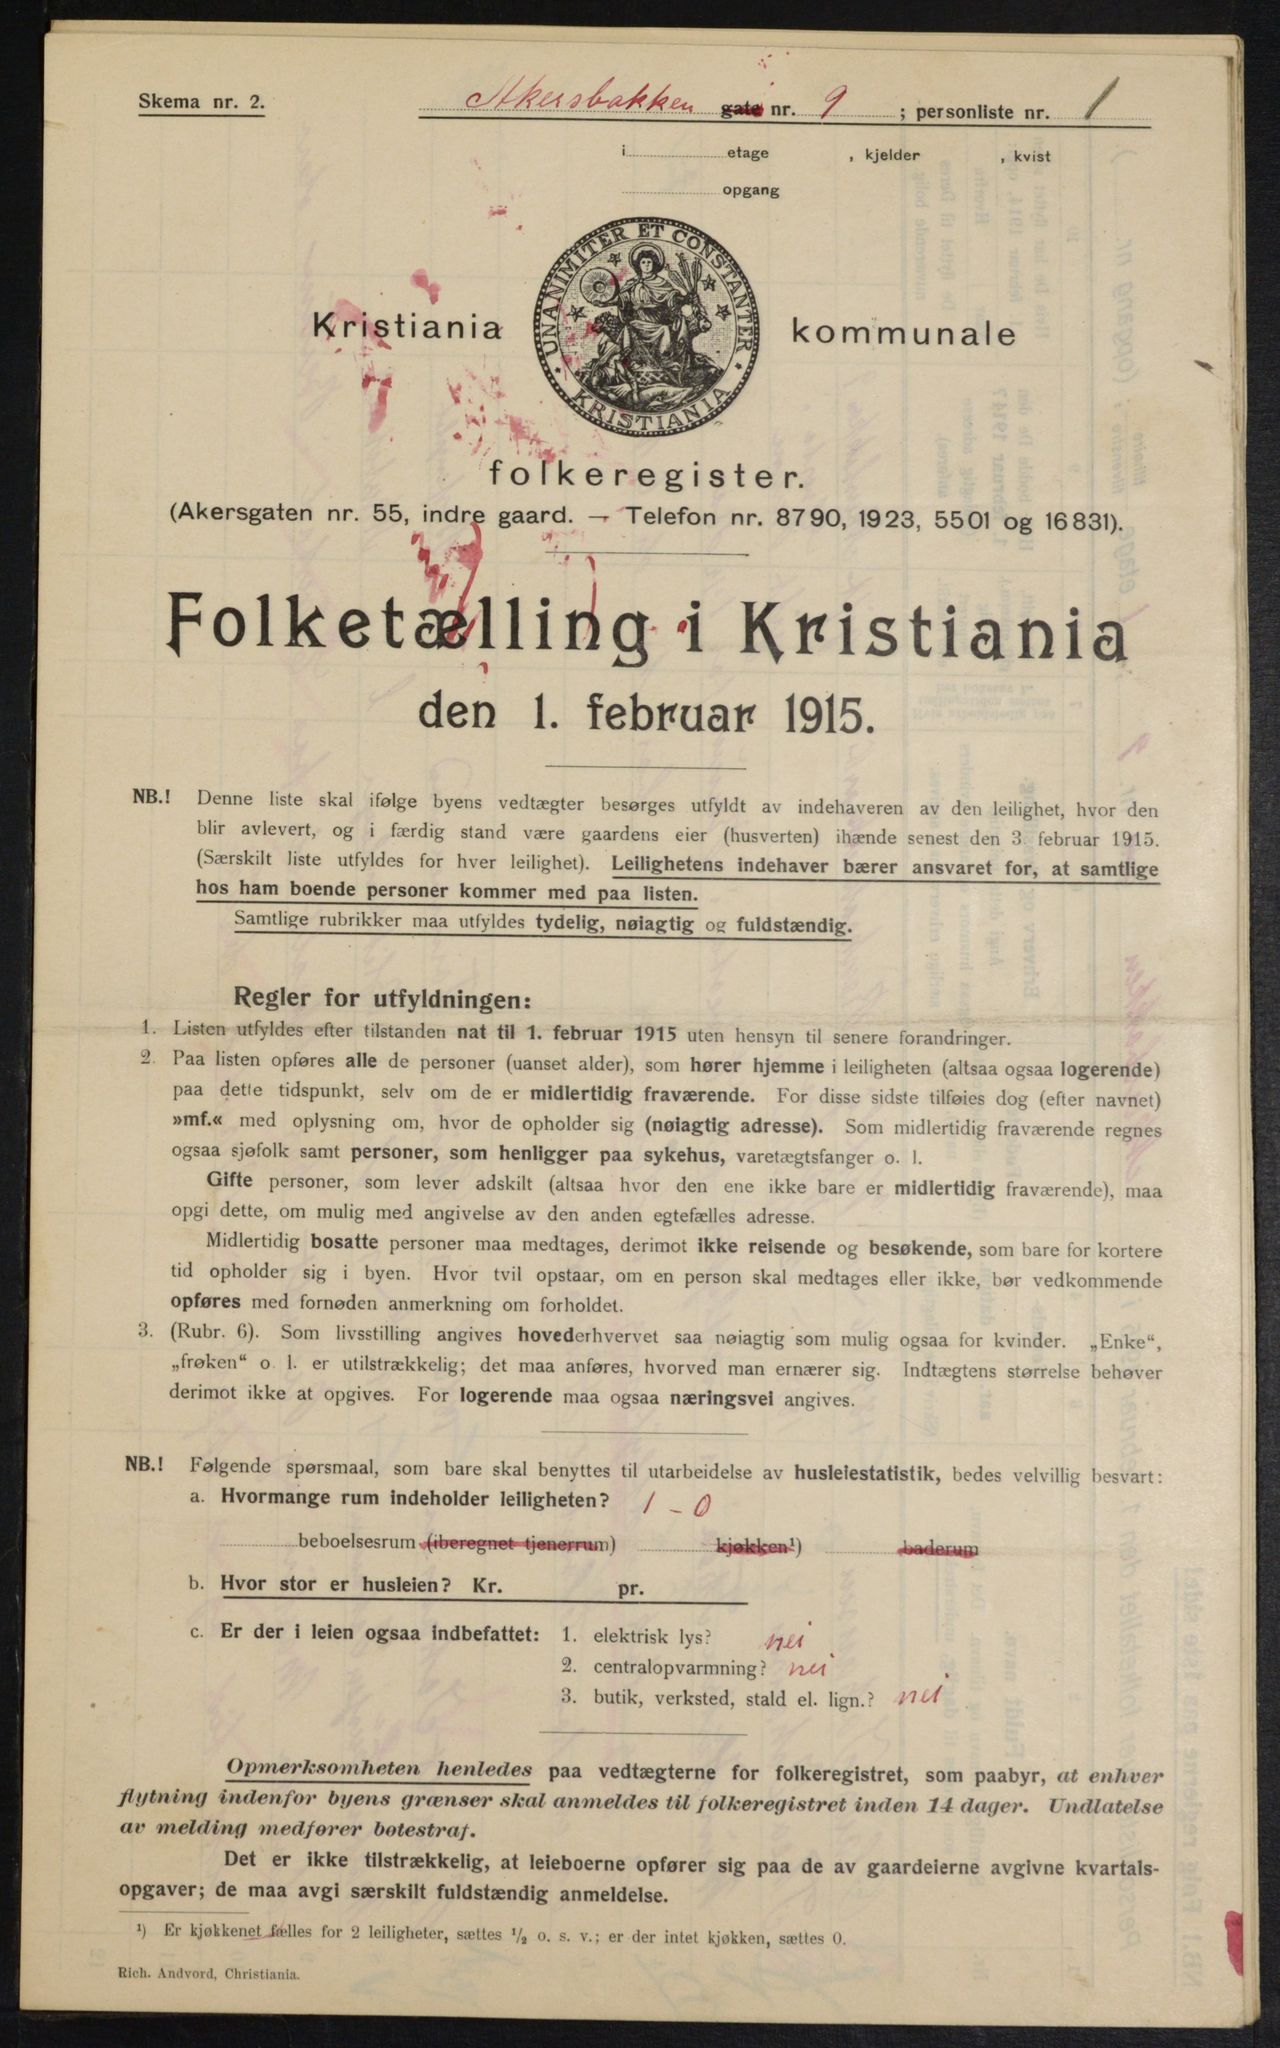 Skema nr. 2.
Akersbakken gate nr. 9 ; personliste nr. 1
i etage , kjelder , kvist
opgang
UNANIMITER ET CONSTANTER
KRISTIANIA
Kristiania kommunale
folkeregister.
(Akersgaten nr. 55, indre gaard. — Telefon nr. 8790, 1923, 5501 og 16831).
Folketælling i Kristiania
den 1. februar 1915.
NB.! Denne liste skal ifølge byens vedtægter besørges utfyldt av indehaveren av den leilighet, hvor den
blir avlevert, og i færdig stand være gaardens eier (husverten) ihænde senest den 3. februar 1915.
(Særskilt liste utfyldes for hver leilighet). Leilighetens indehaver bærer ansvaret for, at samtlige
hos ham boende personer kommer med paa listen.
Samtlige rubrikker maa utfyldes tydelig, nøiagtig og fuldstændig.
Regler for utfyldningen:
1. Listen utfyldes efter tilstanden nat til 1. februar 1915 uten hensyn til senere forandringer.
2. Paa listen opføres alle de personer (uanset alder), som hører hjemme i leiligheten (altsaa ogsaa logerende)
paa dette tidspunkt, selv om de er midlertidig fraværende. For disse sidste tilføies dog (efter navnet)
»mf.« med oplysning om, hvor de opholder sig (nøiagtig adresse). Som midlertidig fraværende regnes
ogsaa sjøfolk samt personer, som henligger paa sykehus, varetægtsfanger o. l.
Gifte personer, som lever adskilt (altsaa hvor den ene ikke bare er midlertidig fraværende), maa
opgi dette, om mulig med angivelse av den anden egtefælles adresse.
Midlertidig bosatte personer maa medtages, derimot ikke reisende og besøkende, som bare for kortere
tid opholder sig i byen. Hvor tvil opstaar, om en person skal medtages eller ikke, bør vedkommende
opføres med fornøden anmerkning om forholdet.
3. (Rubr. 6). Som livsstilling angives hovederhvervet saa nøiagtig som mulig ogsaa for kvinder. „Enke“,
„frøken“ o. l. er utilstrækkelig; det maa anføres, hvorved man ernærer sig. Indtægtens størrelse behøver
derimot ikke at opgives. For logerende maa ogsaa næringsvei angives.
NB.! Følgende spørsmaal, som bare skal benyttes til utarbeidelse av husleiestatistik, bedes velvillig besvart:
a. Hvormange rum indeholder leiligheten? 1 - 0
beboelsesrum (iberegnet tjenerrum) kjøkken¹) baderum
b. Hvor stor er husleien? Kr. pr.
c. Er der i leien ogsaa indbefattet: 1. elektrisk lys? nei
2. centralopvarmning? nei
3. butik, verksted, stald el. lign.? nei
Opmerksomheten henledes paa vedtægterne for folkeregistret, som paabyr, at enhver
flytning indenfor byens grænser skal anmeldes til folkeregistret inden 14 dager. Undlatelse
av melding medfører botestraf.
Det er ikke tilstrækkelig, at leieboerne opfører sig paa de av gaardeierne avgivne kvartals-
opgaver; de maa avgi særskilt fuldstændig anmeldelse.
¹) Er kjøkkenet fælles for 2 leiligheter, sættes ½ o. s. v.; er der intet kjøkken, sættes 0.
Rich. Andvord, Christiania.